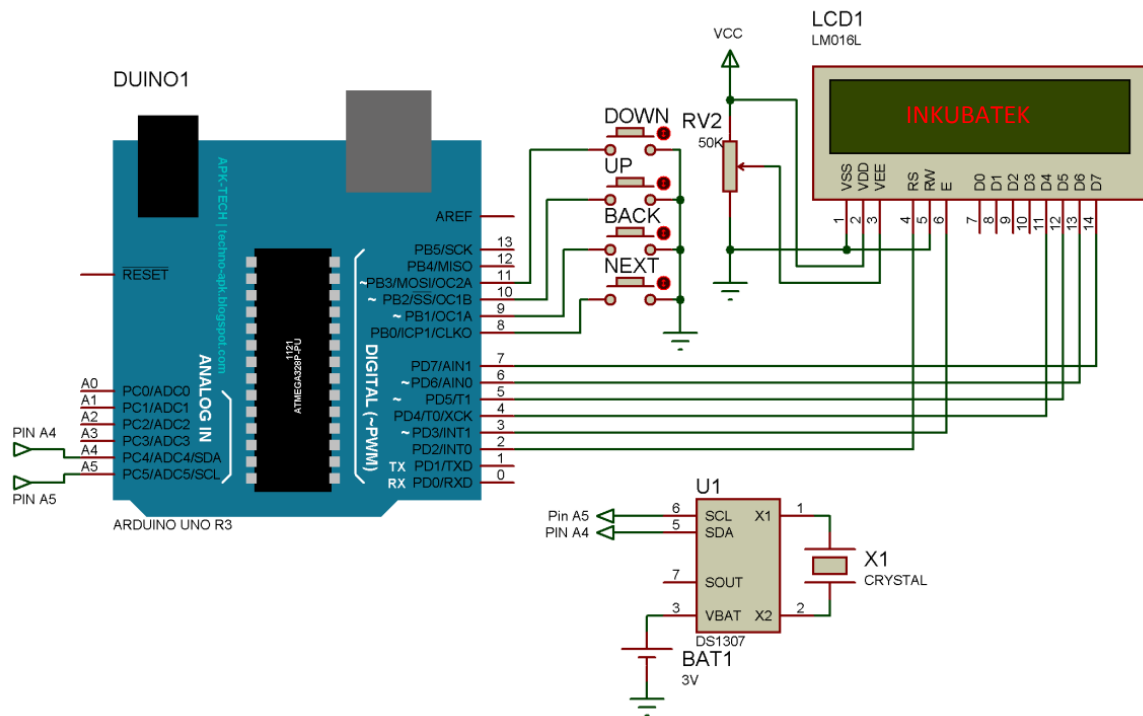 DUINO1
APK-TECH | techno-apk.blogspot.com
RESET
1121
ATMEGA328P-PU
ANALOG IN
DIGITAL (~PWM)
A0 PC0/ADC0
A1 PC1/ADC1
A2 PC2/ADC2
A3 PC3/ADC3
A4 PC4/ADC4/SDA
A5 PC5/ADC5/SCL
PIN A4
PIN A5
ARDUINO UNO R3
AREF
PB5/SCK 13
PB4/MISO 12
~PB3/MOSI/OC2A 11
~ PB2/SS/OC1B 10
~ PB1/OC1A 9
PB0/ICP1/CLKO 8
PD7/AIN1 7
~ PD6/AIN0 6
~ PD5/T1 5
PD4/T0/XCK 4
~ PD3/INT1 3
PD2/INT0 2
TX PD1/TXD 1
RX PD0/RXD 0
DOWN
UP
BACK
NEXT
VCC
RV2
50K
LCD1
LM016L
INKUBATEK
VSS VDD VEE RS RW E D0 D1 D2 D3 D4 D5 D6 D7
1 2 3 4 5 6 7 8 9 10 11 12 13 14
U1
Pin A5 6 SCL X1 1
PIN A4 5 SDA
7 SOUT
3 VBAT X2 2
DS1307
X1
CRYSTAL
BAT1
3V